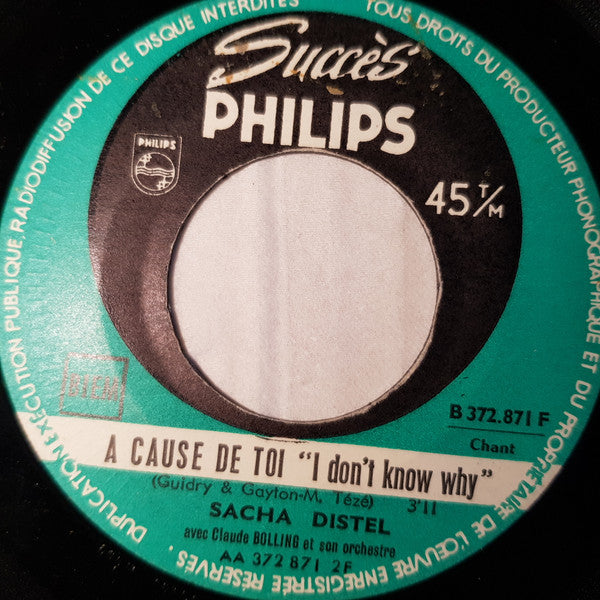 Succès
PHILIPS
PHILIPS
45 T/M
BIEM
B 372.871 F
Chant
A CAUSE DE TOI "I don't know why"
(Guidry & Gayton-M. Tézé) 3'11
SACHA DISTEL
avec Claude BOLLING et son orchestre
AA 372 871 2F
TOUS DROITS DU PRODUCTEUR PHONOGRAPHIQUE ET DU PROPRIÉTAIRE DE L'ŒUVRE ENREGISTRÉE RÉSERVÉS · DUPLICATION EXÉCUTION PUBLIQUE, RADIODIFFUSION DE CE DISQUE INTERDITES